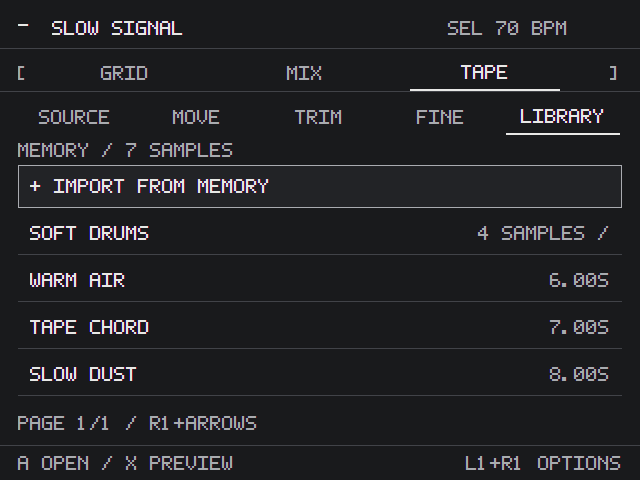 – SLOW SIGNAL SEL 70 BPM
[ GRID MIX TAPE ]
SOURCE MOVE TRIM FINE LIBRARY
MEMORY / 7 SAMPLES
+ IMPORT FROM MEMORY
SOFT DRUMS 4 SAMPLES /
WARM AIR 6.00S
TAPE CHORD 7.00S
SLOW DUST 8.00S
PAGE 1/1 / R1+ARROWS
A OPEN / X PREVIEW L1+R1 OPTIONS